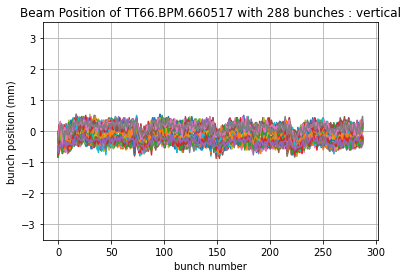 Beam Position of TT66.BPM.660517 with 288 bunches : vertical
3
2
1
0
−1
−2
−3
bunch position (mm)
0 50 100 150 200 250 300
bunch number